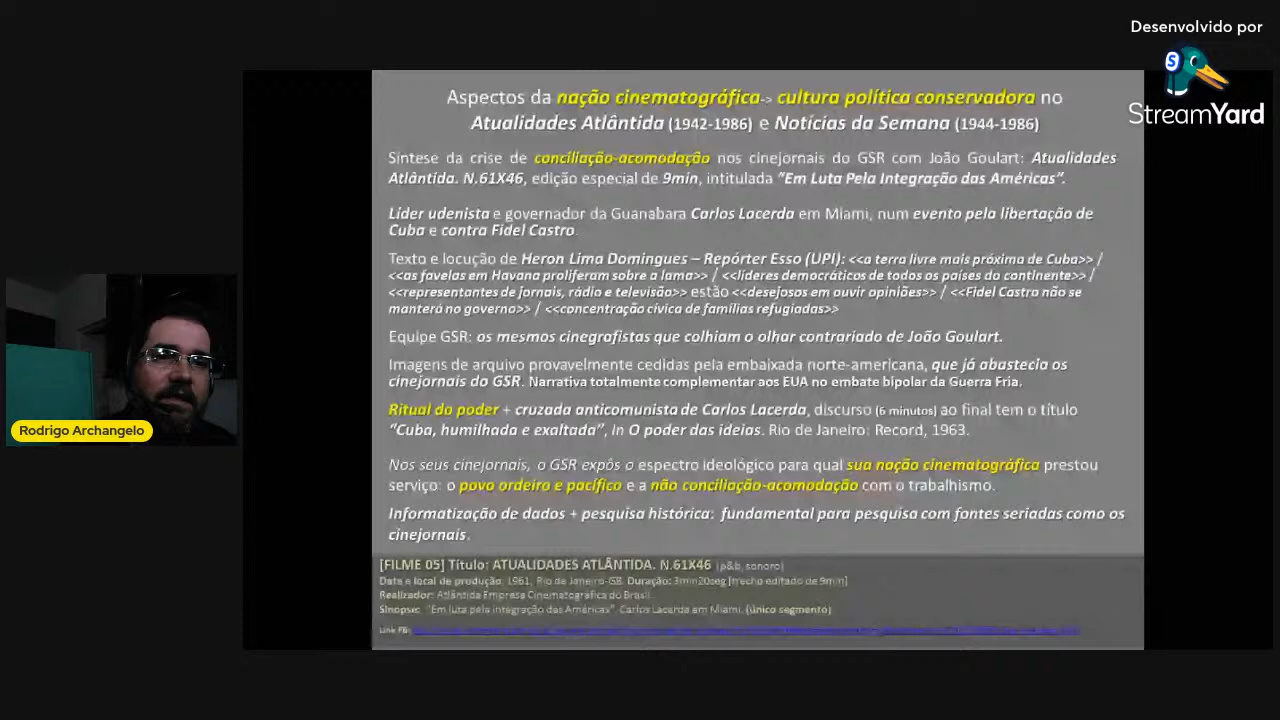 Desenvolvido por
StreamYard
Aspectos da nação cinematográfica-> cultura política conservadora no
Atualidades Atlântida (1942-1986) e Notícias da Semana (1944-1986)
Síntese da crise de conciliação-acomodação nos cinejornais do GSR com João Goulart: Atualidades
Atlântida. N.61X46, edição especial de 9min, intitulada "Em Luta Pela Integração das Américas".
Líder udenista e governador da Guanabara Carlos Lacerda em Miami, num evento pela libertação de
Cuba e contra Fidel Castro.
Texto e locução de Heron Lima Domingues – Repórter Esso (UPI): <<a terra livre mais próxima de Cuba>> /
<<as favelas em Havana proliferam sobre a lama>> / <<líderes democráticos de todos os países do continente>> /
<<representantes de jornais, rádio e televisão>> estão <<desejosos em ouvir opiniões>> / <<Fidel Castro não se
manterá no governo>> / <<concentração cívica de famílias refugiadas>>
Equipe GSR: os mesmos cinegrafistas que colhiam o olhar contrariado de João Goulart.
Imagens de arquivo provavelmente cedidas pela embaixada norte-americana, que já abastecia os
cinejornais do GSR. Narrativa totalmente complementar aos EUA no embate bipolar da Guerra Fria.
Ritual do poder + cruzada anticomunista de Carlos Lacerda, discurso (6 minutos) ao final tem o título
"Cuba, humilhada e exaltada", in O poder das ideias. Rio de Janeiro: Record, 1963.
Nos seus cinejornais, o GSR expôs o espectro ideológico para qual sua nação cinematográfica prestou
serviço: o povo ordeiro e pacífico e a não conciliação-acomodação com o trabalhismo.
Informatização de dados + pesquisa histórica: fundamental para pesquisa com fontes seriadas como os
cinejornais.
[FILME 05] Título: ATUALIDADES ATLÂNTIDA. N.61X46 (p&b, sonoro)
Data e local de produção: 1961, Rio de Janeiro-GB. Duração: 3min20seg [trecho editado de 9min]
Realizador: Atlântida Empresa Cinematográfica do Brasil.
Sinopse: "Em luta pela integração das Américas". Carlos Lacerda em Miami. (único segmento)
Link FB:
Rodrigo Archangelo